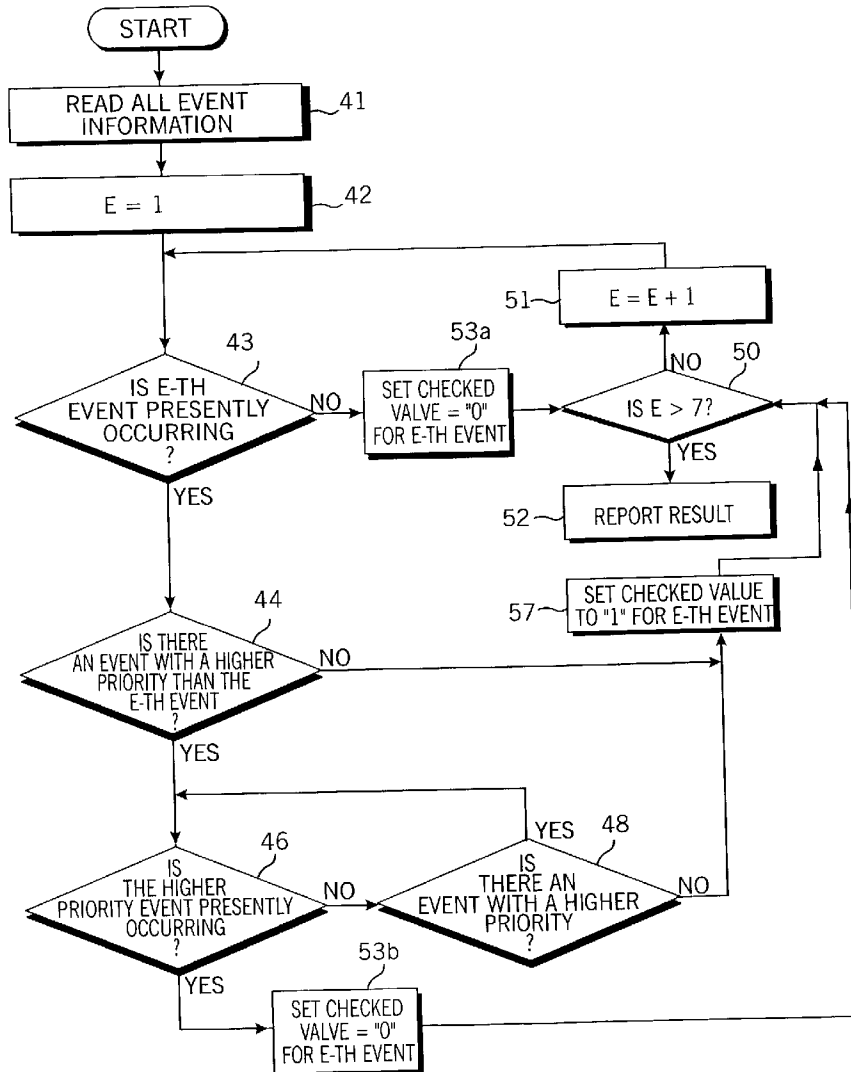 START
READ ALL EVENT
INFORMATION
41
E = 1
42
51
E = E + 1
43
IS E-TH
EVENT PRESENTLY
OCCURRING
?
NO
YES
53a
SET CHECKED
VALVE = "0"
FOR E-TH EVENT
NO
50
IS E > 7?
YES
52
REPORT RESULT
57
SET CHECKED VALUE
TO "1" FOR E-TH EVENT
44
IS THERE
AN EVENT WITH A HIGHER
PRIORITY THAN THE
E-TH EVENT
?
NO
YES
46
IS
THE HIGHER
PRIORITY EVENT PRESENTLY
OCCURRING
?
NO
YES
YES
48
IS
THERE AN
EVENT WITH A HIGHER
PRIORITY
?
NO
53b
SET CHECKED
VALVE = "0"
FOR E-TH EVENT